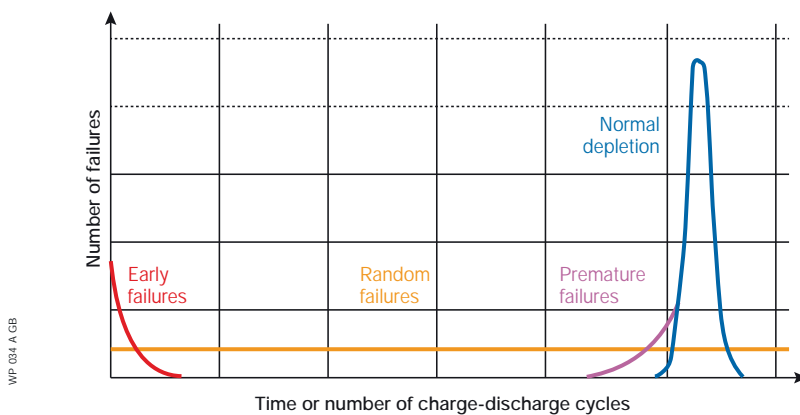 Normal
depletion
Number of failures
Early
failures
Random
failures
Premature
failures
WP 034 A GB
Time or number of charge-discharge cycles